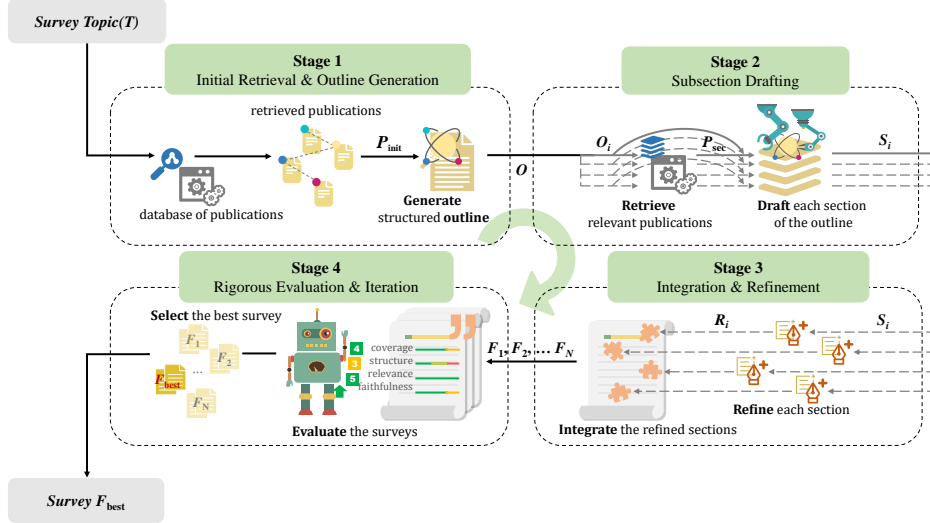 Survey Topic(T)
Stage 1
Initial Retrieval & Outline Generation
retrieved publications
P_init
database of publications
Generate
structured outline
O
Stage 2
Subsection Drafting
O_i
P_sec
S_i
Retrieve
relevant publications
Draft each section
of the outline
Stage 4
Rigorous Evaluation & Iteration
Select the best survey
F_1
F_2
...
F_best
F_N
4
3
5
coverage
structure
relevance
faithfulness
Evaluate the surveys
F_1, F_2, ... F_N
Stage 3
Integration & Refinement
R_i
S_i
Refine each section
Integrate the refined sections
Survey F_best